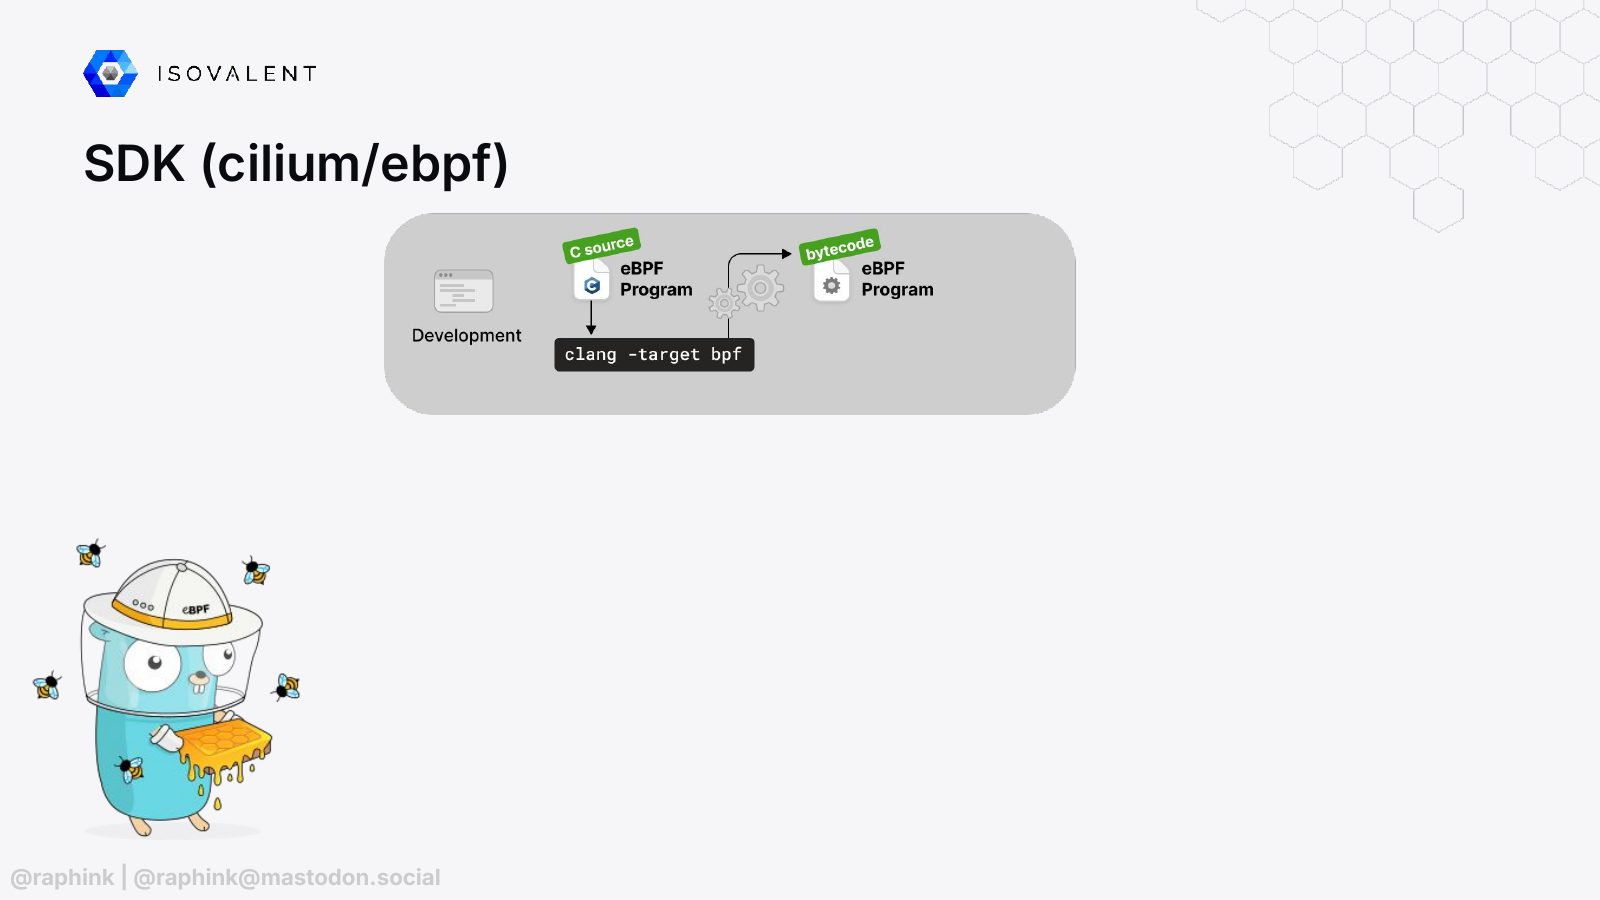 ISOVALENT
SDK (cilium/ebpf)
C source
eBPF
Program
bytecode
eBPF
Program
Development
clang -target bpf
eBPF
@raphink | @raphink@mastodon.social